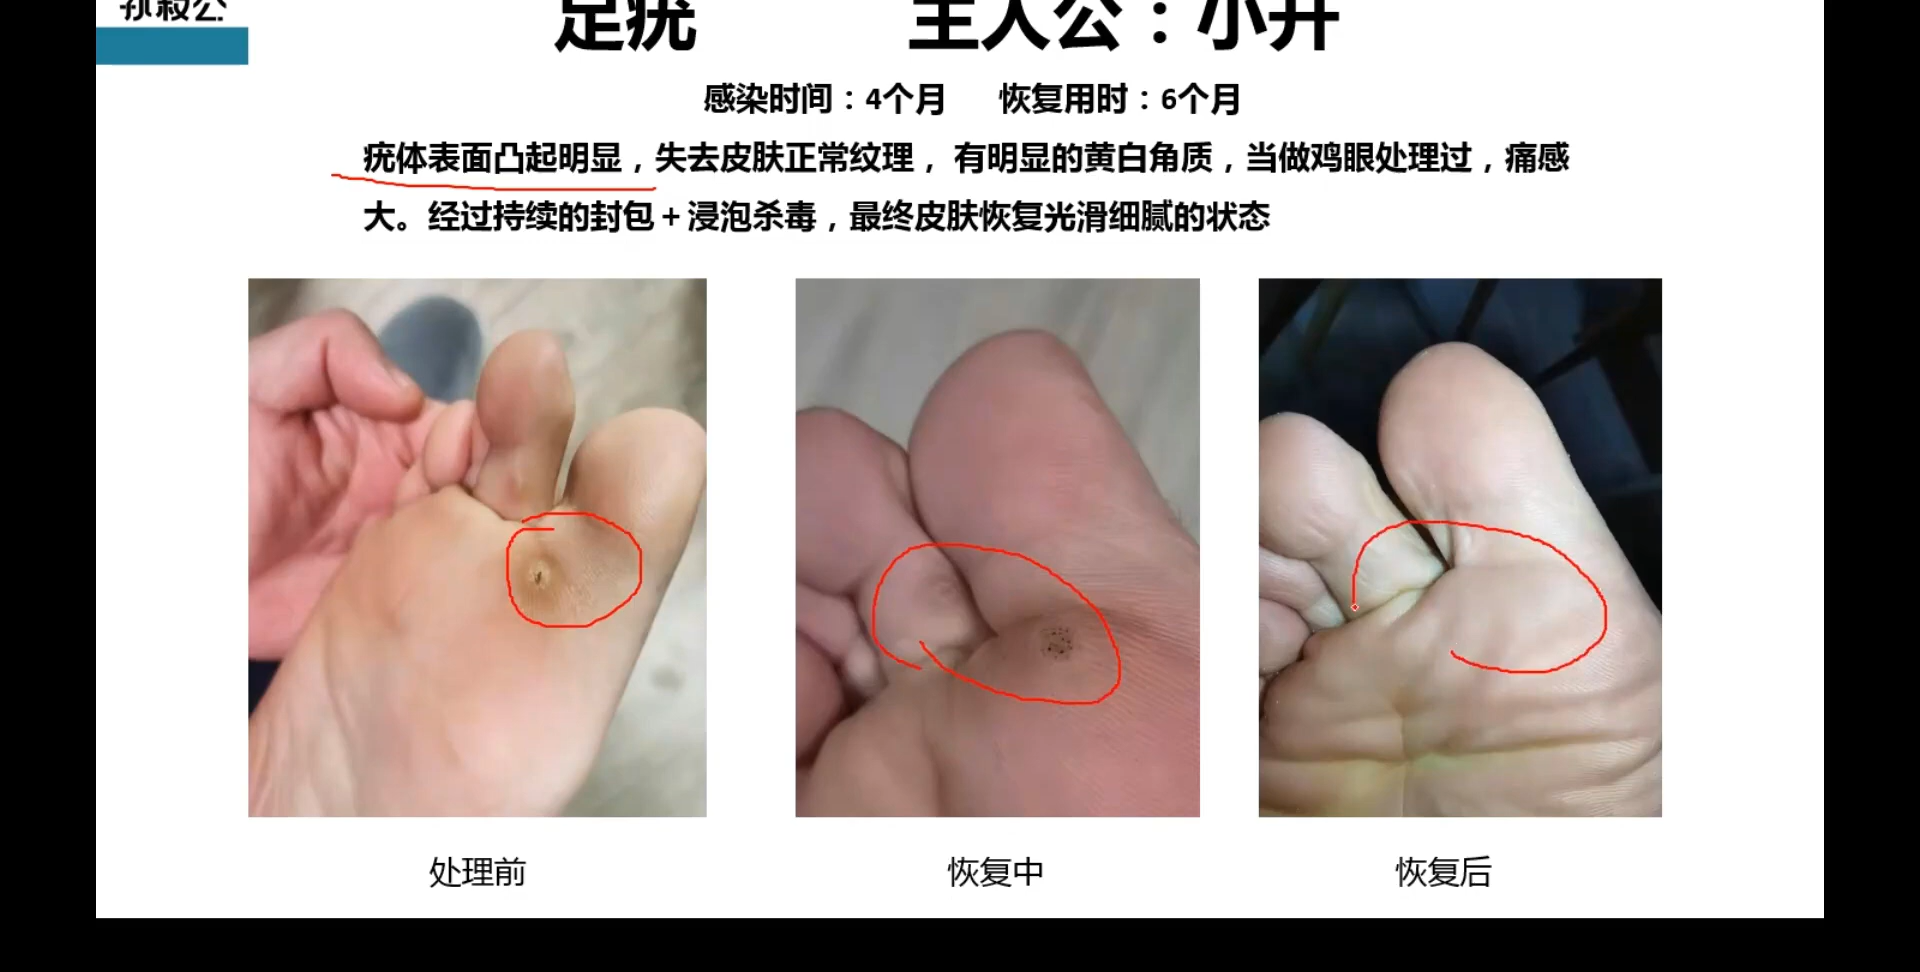 孙叔公
足疣 主人公：小升
感染时间：4个月 恢复用时：6个月
疣体表面凸起明显，失去皮肤正常纹理， 有明显的黄白角质，当做鸡眼处理过，痛感
大。经过持续的封包＋浸泡杀毒，最终皮肤恢复光滑细腻的状态
处理前
恢复中
恢复后